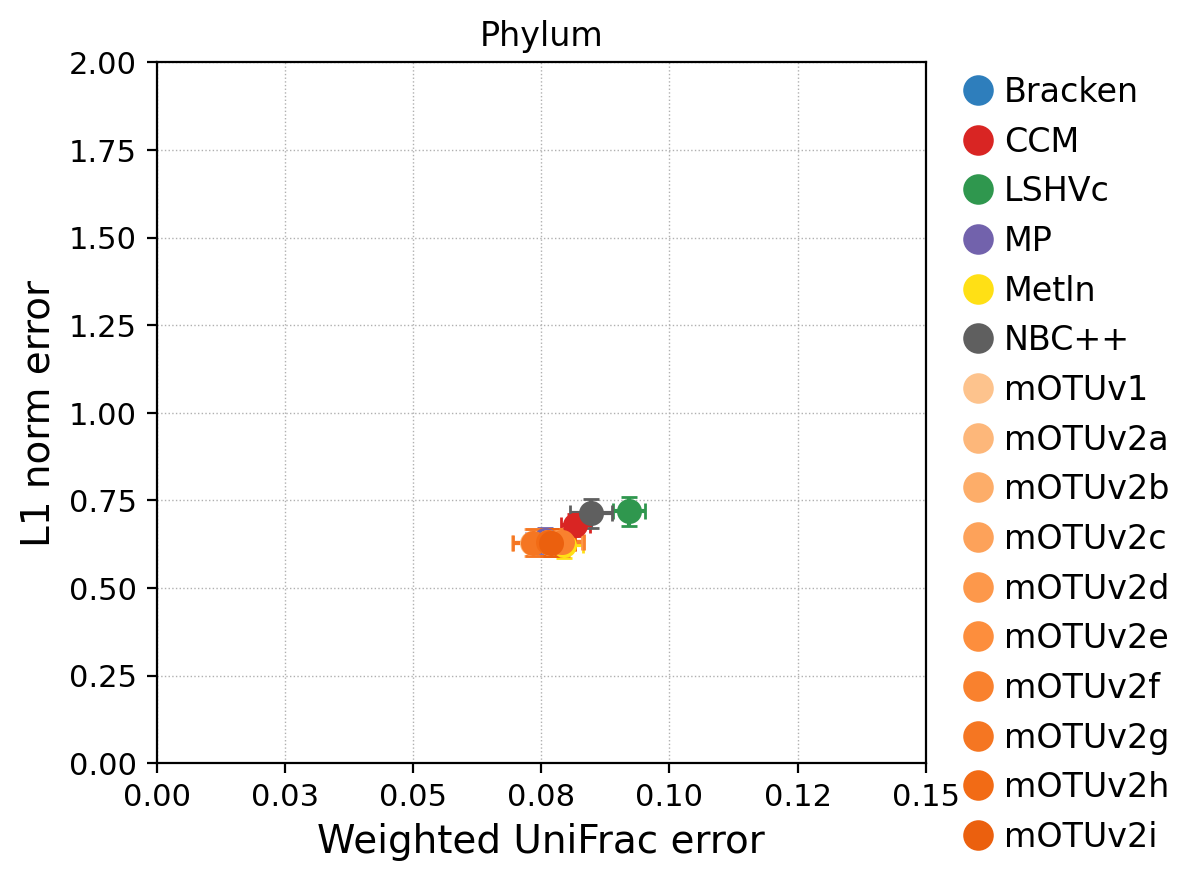 Phylum
2.00
1.75
1.50
1.25
1.00
0.75
0.50
0.25
0.00
L1 norm error
0.00 0.03 0.05 0.08 0.10 0.12 0.15
Weighted UniFrac error
Bracken
CCM
LSHVc
MP
Metln
NBC++
mOTUv1
mOTUv2a
mOTUv2b
mOTUv2c
mOTUv2d
mOTUv2e
mOTUv2f
mOTUv2g
mOTUv2h
mOTUv2i